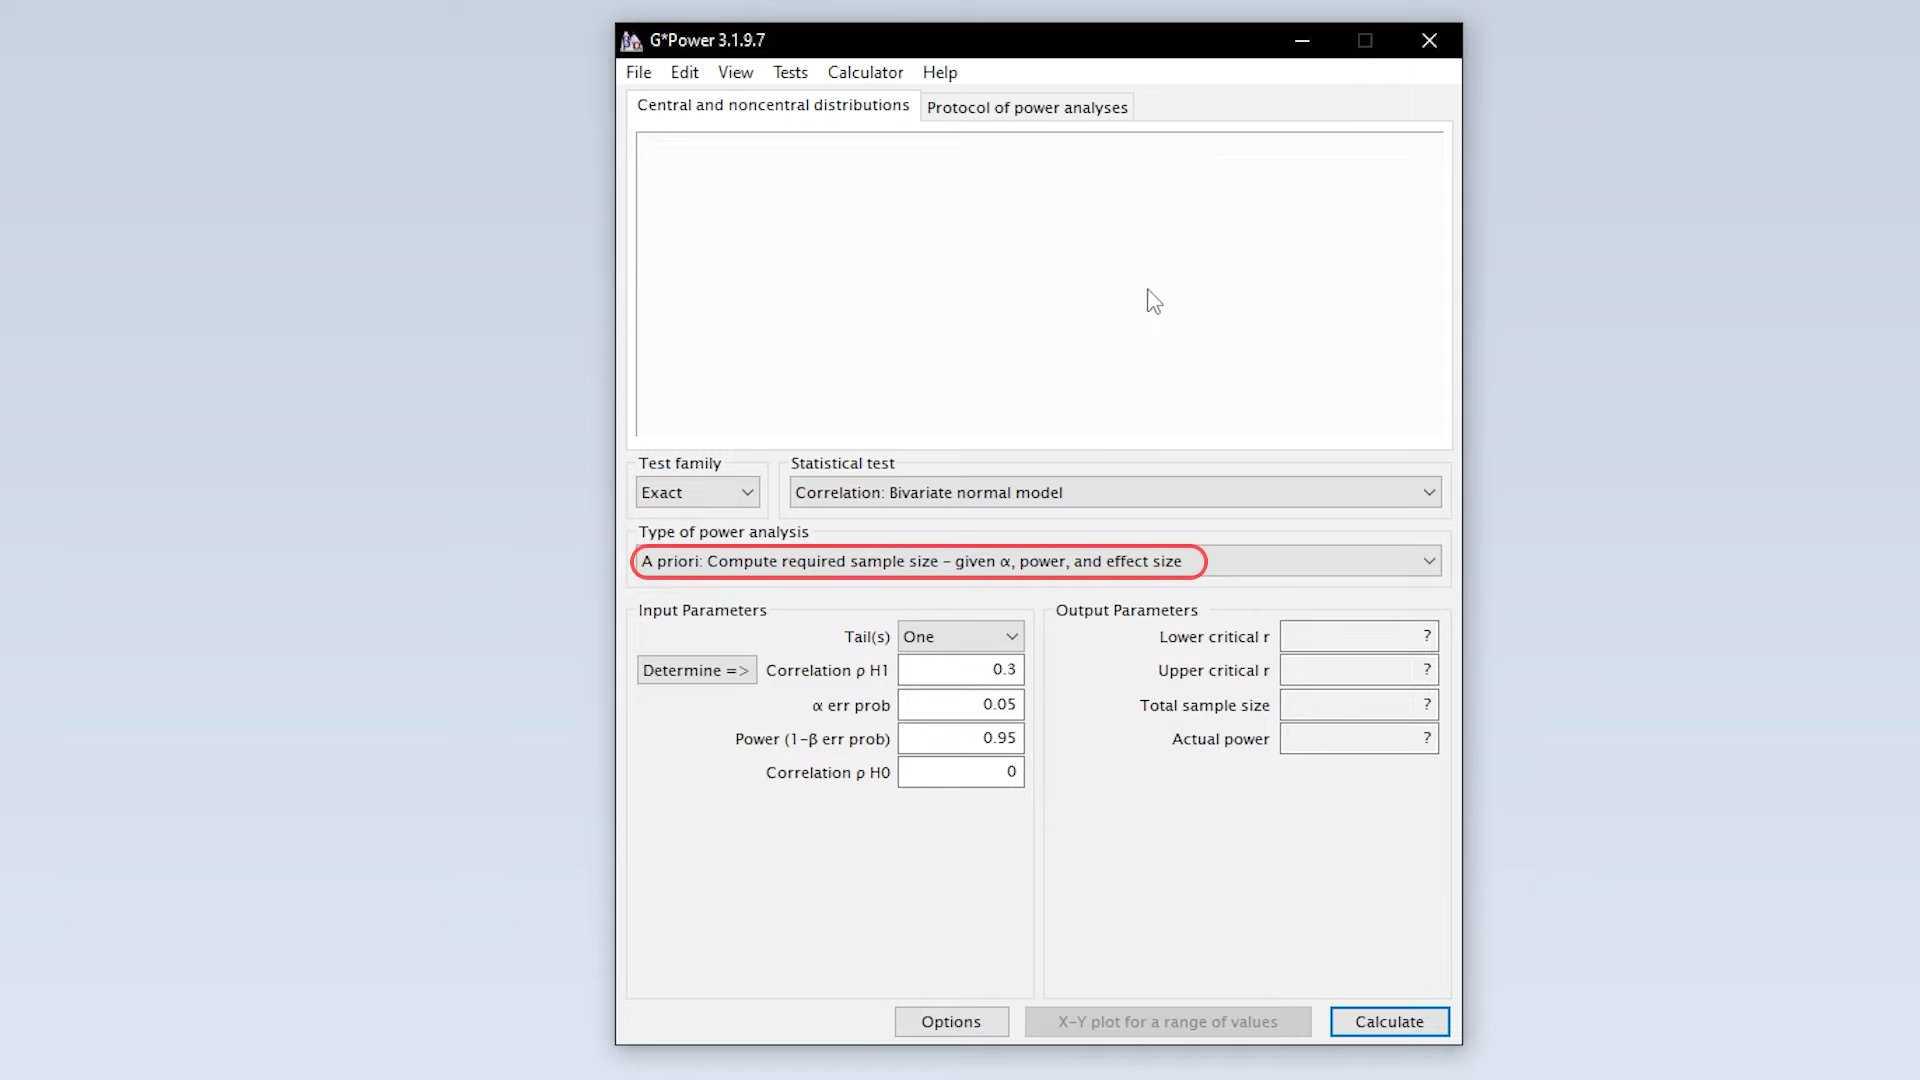 G*Power 3.1.9.7
File Edit View Tests Calculator Help
Central and noncentral distributions Protocol of power analyses
Test family Statistical test
Exact Correlation: Bivariate normal model
Type of power analysis
A priori: Compute required sample size – given α, power, and effect size
Input Parameters Output Parameters
Tail(s) One Lower critical r ?
Determine => Correlation ρ H1 0.3 Upper critical r ?
α err prob 0.05 Total sample size ?
Power (1–β err prob) 0.95 Actual power ?
Correlation ρ H0 0
Options X–Y plot for a range of values Calculate